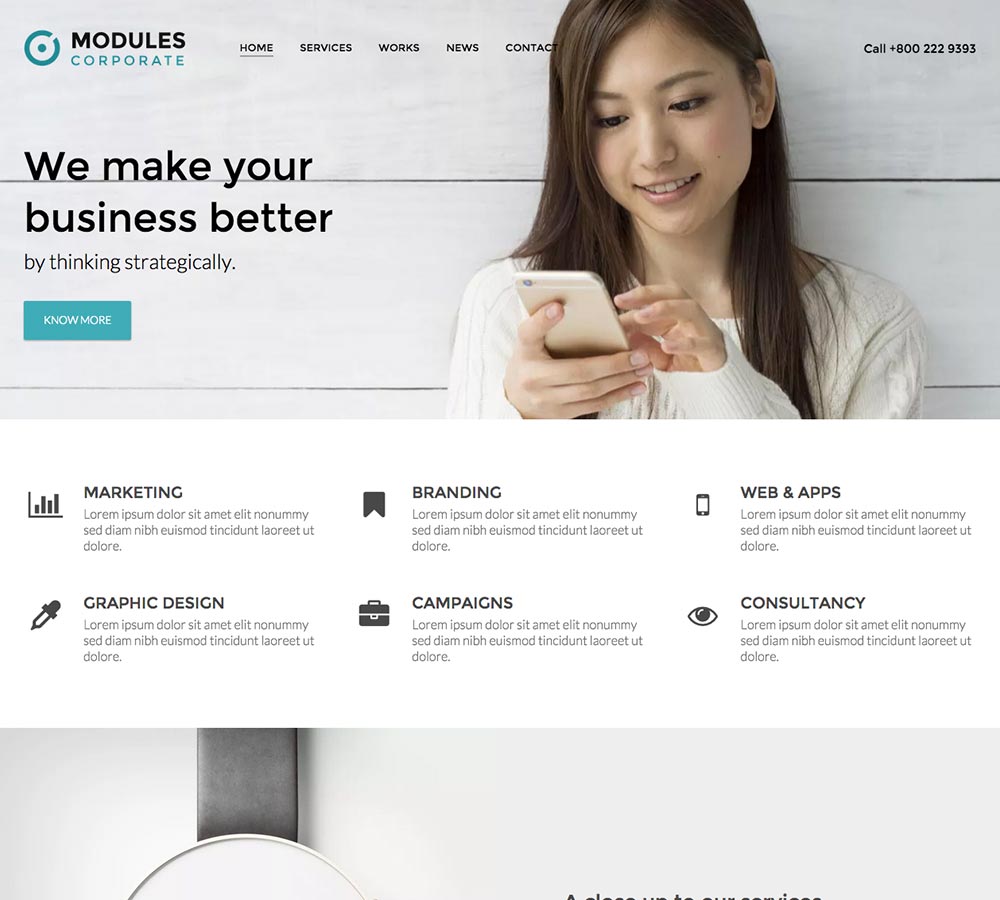 MODULES
CORPORATE
HOME SERVICES WORKS NEWS CONTACT
Call +800 222 9393
We make your
business better
by thinking strategically.
KNOW MORE
MARKETING
Lorem ipsum dolor sit amet elit nonummy
sed diam nibh euismod tincidunt laoreet ut
dolore.
BRANDING
Lorem ipsum dolor sit amet elit nonummy
sed diam nibh euismod tincidunt laoreet ut
dolore.
WEB & APPS
Lorem ipsum dolor sit amet elit nonummy
sed diam nibh euismod tincidunt laoreet ut
dolore.
GRAPHIC DESIGN
Lorem ipsum dolor sit amet elit nonummy
sed diam nibh euismod tincidunt laoreet ut
dolore.
CAMPAIGNS
Lorem ipsum dolor sit amet elit nonummy
sed diam nibh euismod tincidunt laoreet ut
dolore.
CONSULTANCY
Lorem ipsum dolor sit amet elit nonummy
sed diam nibh euismod tincidunt laoreet ut
dolore.
A close up to our services